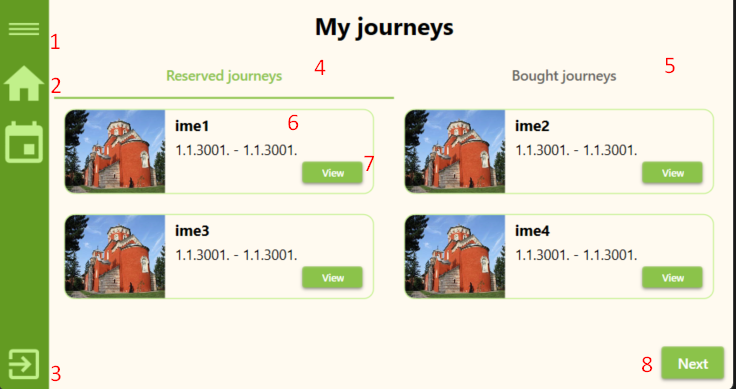 My journeys
1
4
5
Reserved journeys
Bought journeys
2
6
ime1
1.1.3001. - 1.1.3001.
7
View
ime2
1.1.3001. - 1.1.3001.
View
ime3
1.1.3001. - 1.1.3001.
View
ime4
1.1.3001. - 1.1.3001.
View
3
8
Next